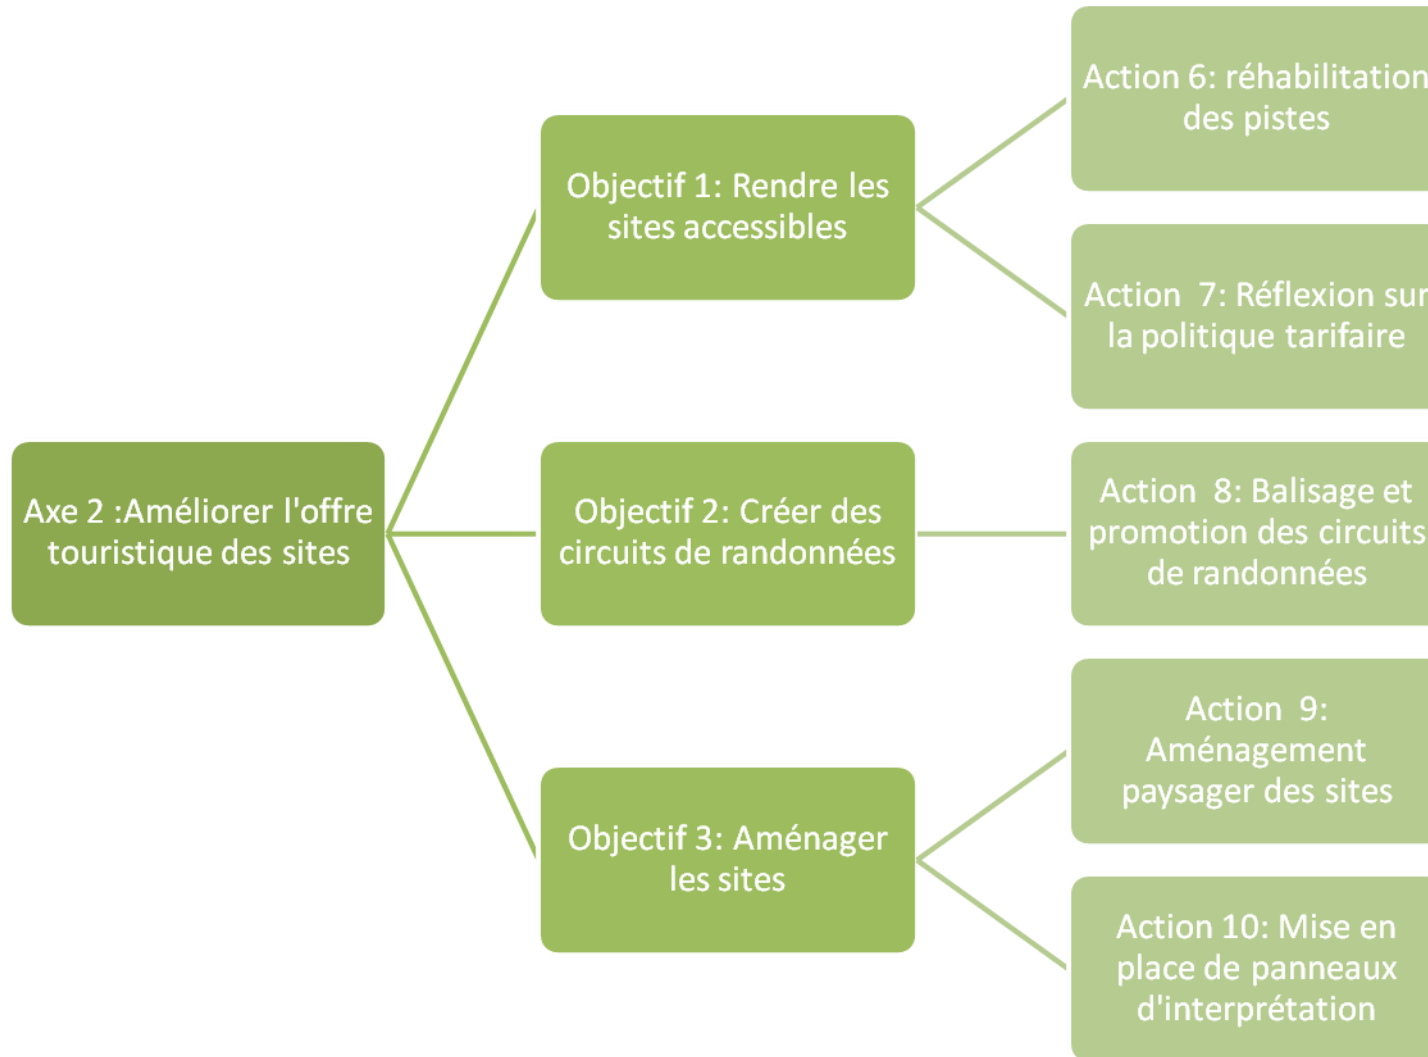 Axe 2 :Améliorer l'offre
touristique des sites
Objectif 1: Rendre les
sites accessibles
Action 6: réhabilitation
des pistes
Action  7: Réflexion sur
la politique tarifaire
Objectif 2: Créer des
circuits de randonnées
Action  8: Balisage et
promotion des circuits
de randonnées
Objectif 3: Aménager
les sites
Action  9:
Aménagement
paysager des sites
Action 10: Mise en
place de panneaux
d'interprétation